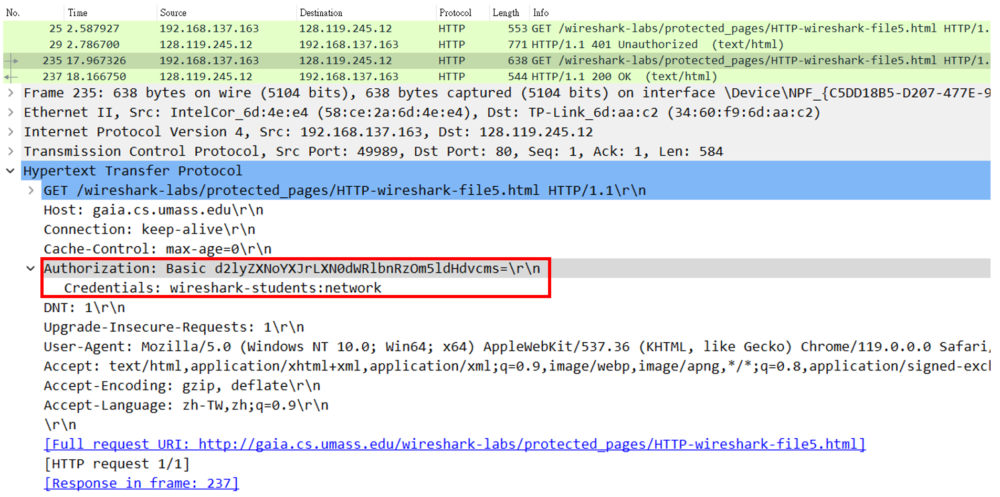 No. Time Source Destination Protocol Length Info
25 2.587927 192.168.137.163 128.119.245.12 HTTP 553 GET /wireshark-labs/protected_pages/HTTP-wireshark-file5.html HTTP/1.
29 2.786700 128.119.245.12 192.168.137.163 HTTP 771 HTTP/1.1 401 Unauthorized (text/html)
235 17.967326 192.168.137.163 128.119.245.12 HTTP 638 GET /wireshark-labs/protected_pages/HTTP-wireshark-file5.html HTTP/1.
237 18.166750 128.119.245.12 192.168.137.163 HTTP 544 HTTP/1.1 200 OK (text/html)
Frame 235: 638 bytes on wire (5104 bits), 638 bytes captured (5104 bits) on interface \Device\NPF_{C5DD18B5-D207-477E-9
Ethernet II, Src: IntelCor_6d:4e:e4 (58:ce:2a:6d:4e:e4), Dst: TP-Link_6d:aa:c2 (34:60:f9:6d:aa:c2)
Internet Protocol Version 4, Src: 192.168.137.163, Dst: 128.119.245.12
Transmission Control Protocol, Src Port: 49989, Dst Port: 80, Seq: 1, Ack: 1, Len: 584
Hypertext Transfer Protocol
GET /wireshark-labs/protected_pages/HTTP-wireshark-file5.html HTTP/1.1\r\n
Host: gaia.cs.umass.edu\r\n
Connection: keep-alive\r\n
Cache-Control: max-age=0\r\n
Authorization: Basic d2lyZXNoYXJrLXN0dWRlbnRzOm5ldHdvcms=\r\n
Credentials: wireshark-students:network
DNT: 1\r\n
Upgrade-Insecure-Requests: 1\r\n
User-Agent: Mozilla/5.0 (Windows NT 10.0; Win64; x64) AppleWebKit/537.36 (KHTML, like Gecko) Chrome/119.0.0.0 Safari/
Accept: text/html,application/xhtml+xml,application/xml;q=0.9,image/webp,image/apng,*/*;q=0.8,application/signed-excl
Accept-Encoding: gzip, deflate\r\n
Accept-Language: zh-TW,zh;q=0.9\r\n
\r\n
[Full request URI: http://gaia.cs.umass.edu/wireshark-labs/protected_pages/HTTP-wireshark-file5.html]
[HTTP request 1/1]
[Response in frame: 237]